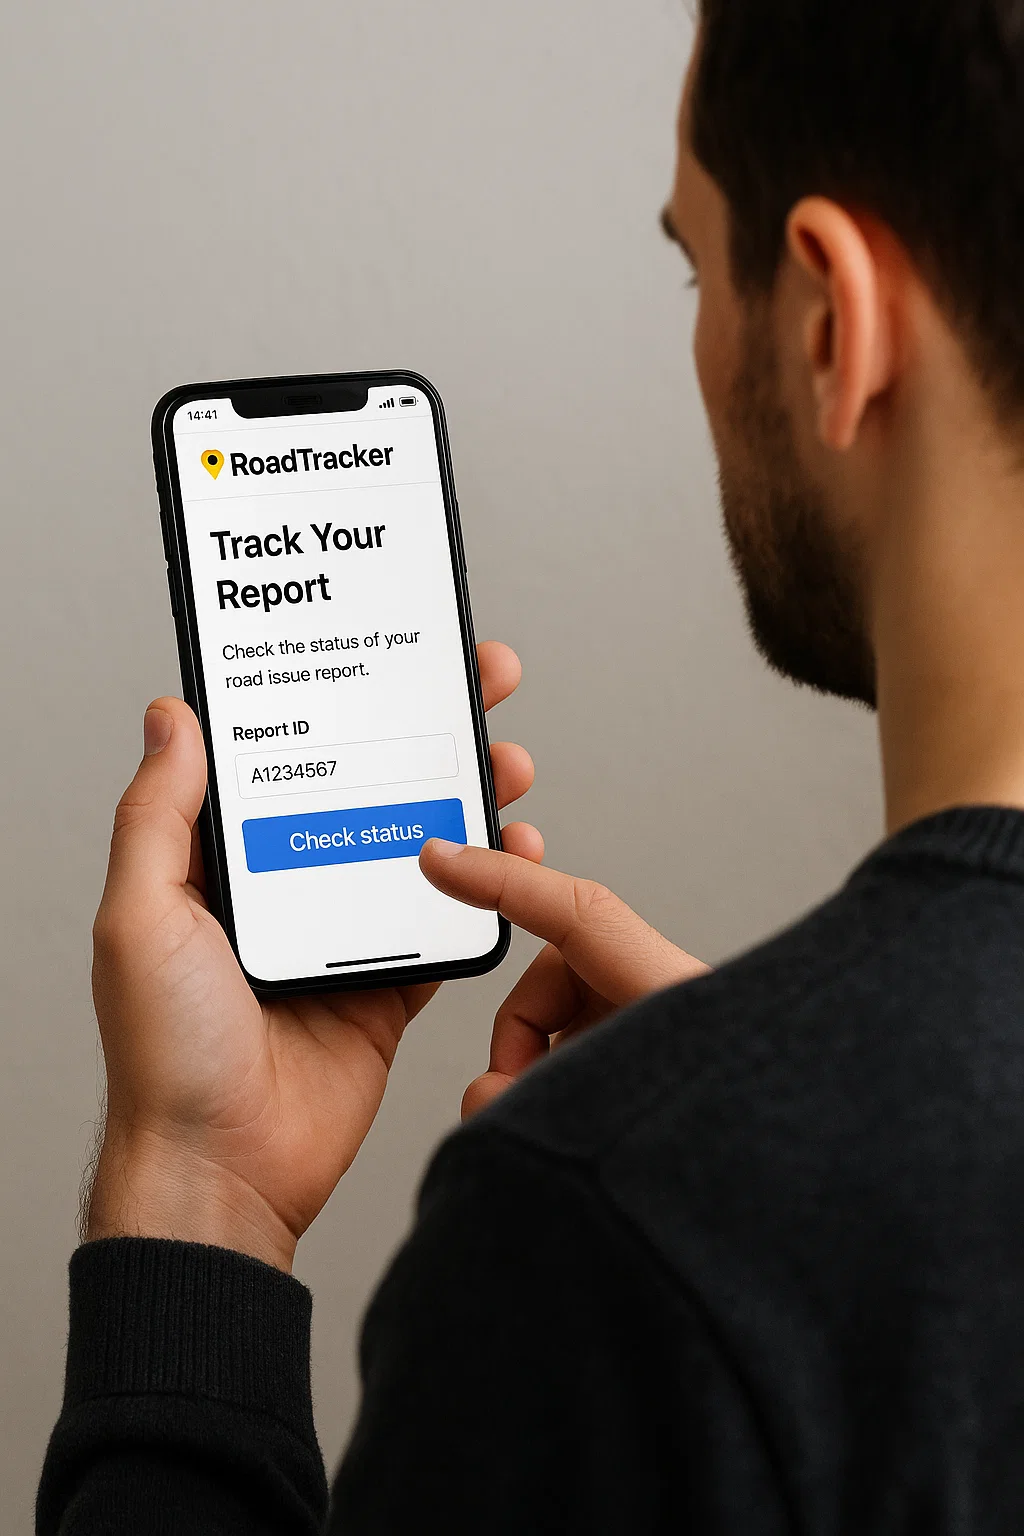 14:41
RoadTracker
Track Your
Report
Check the status of your
road issue report.
Report ID
A1234567
Check status